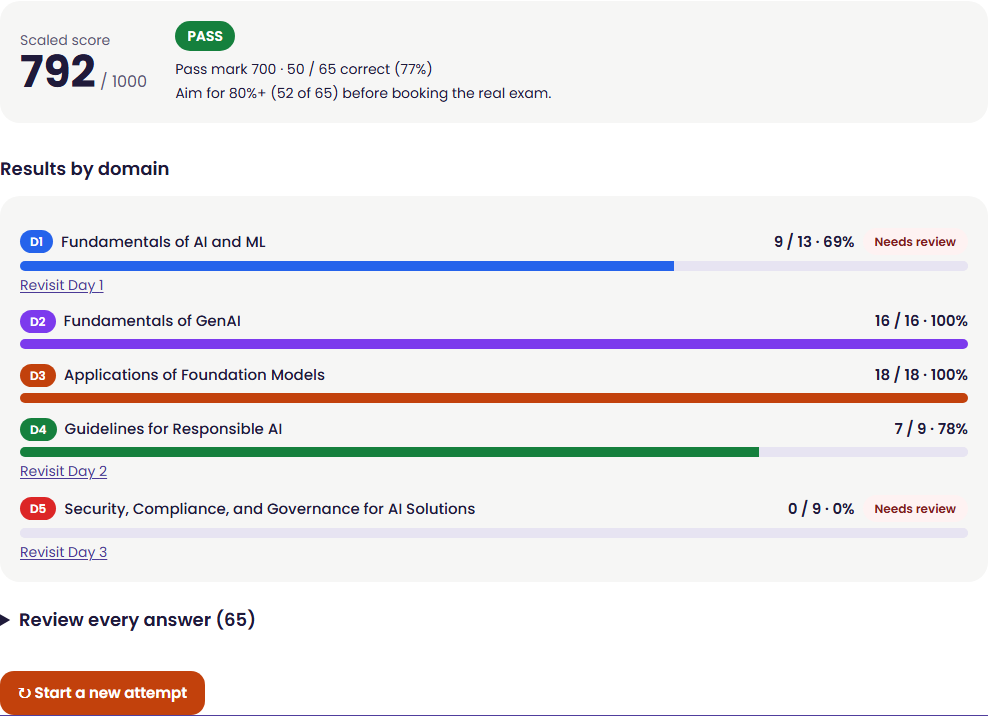 Scaled score
792 / 1000
PASS
Pass mark 700 · 50 / 65 correct (77%)
Aim for 80%+ (52 of 65) before booking the real exam.
Results by domain
D1 Fundamentals of AI and ML 9 / 13 · 69% Needs review
Revisit Day 1
D2 Fundamentals of GenAI 16 / 16 · 100%
D3 Applications of Foundation Models 18 / 18 · 100%
D4 Guidelines for Responsible AI 7 / 9 · 78%
Revisit Day 2
D5 Security, Compliance, and Governance for AI Solutions 0 / 9 · 0% Needs review
Revisit Day 3
▶ Review every answer (65)
↻ Start a new attempt